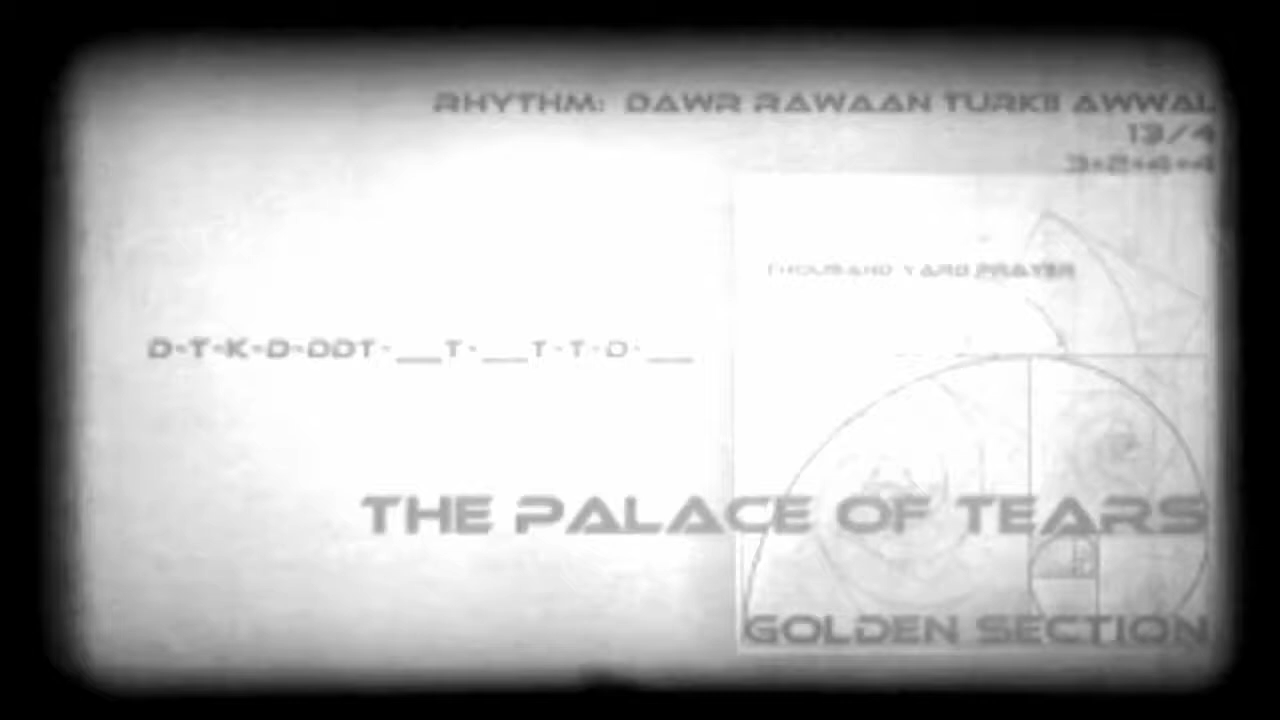 RHYTHM: DAWR RAWAAN TURKII AWWAL
13/4
3+2+4+4
THOUSAND YARD PRAYER
D-T-K-D-DDT-__T-__T-T-D-__
THE PALACE OF TEARS
GOLDEN SECTION